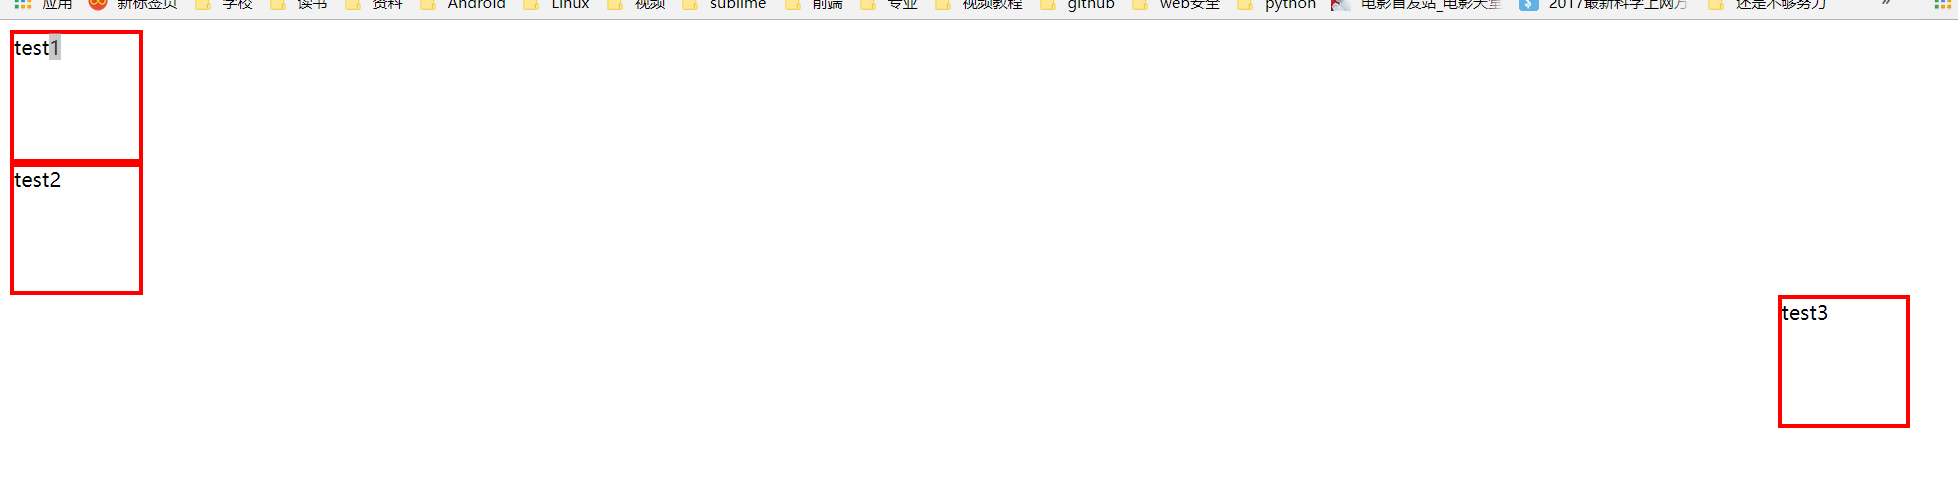 应用 新标签页 学校 读书 资料 Android Linux 视频 sublime 前端 专业 视频教程 github web安全 python 电影首发站_电影天堂 2017最新科学上网方 还是不够努力 »
test1
test2
test3